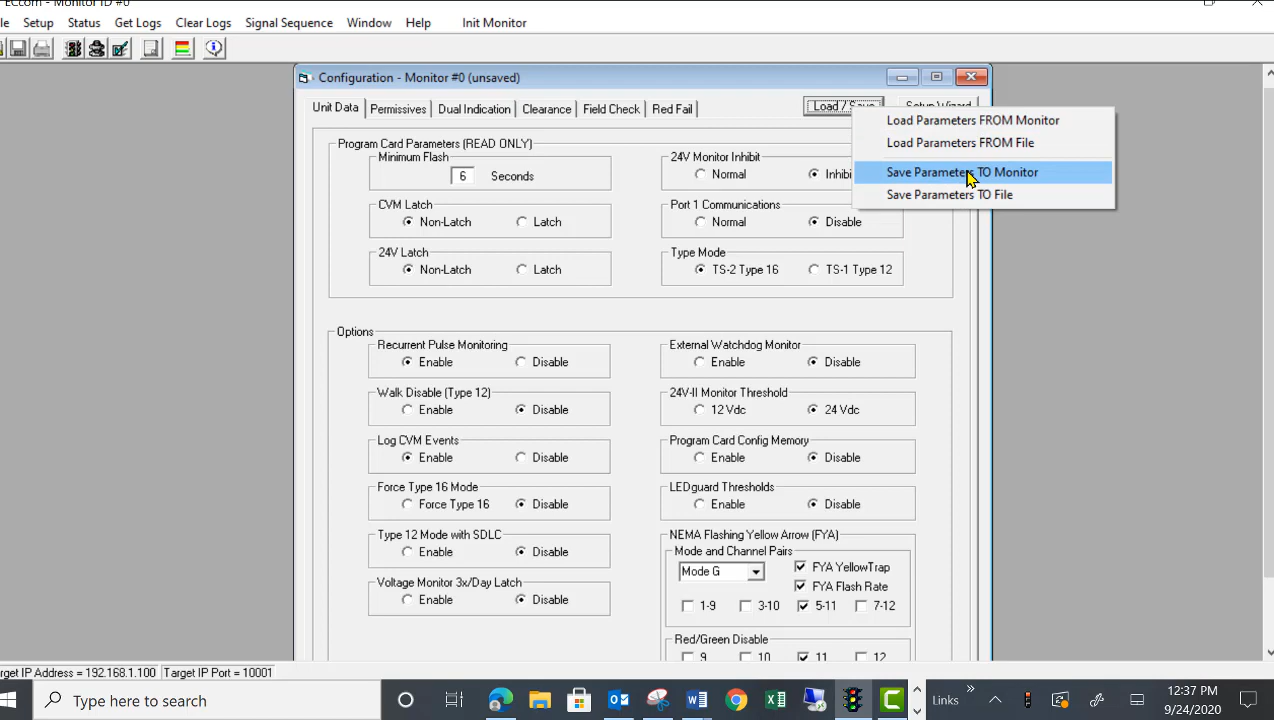 ECcom - Monitor ID #0
le Setup Status Get Logs Clear Logs Signal Sequence Window Help Init Monitor
Configuration - Monitor #0 (unsaved)
Unit Data Permissives Dual Indication Clearance Field Check Red Fail Load / Save Setup Wizard
Load Parameters FROM Monitor
Load Parameters FROM File
Save Parameters TO Monitor
Save Parameters TO File
Program Card Parameters (READ ONLY)
Minimum Flash
6 Seconds
24V Monitor Inhibit
Normal Inhibi
CVM Latch
Non-Latch Latch
Port 1 Communications
Normal Disable
24V Latch
Non-Latch Latch
Type Mode
TS-2 Type 16 TS-1 Type 12
Options
Recurrent Pulse Monitoring
Enable Disable
External Watchdog Monitor
Enable Disable
Walk Disable (Type 12)
Enable Disable
24V-II Monitor Threshold
12 Vdc 24 Vdc
Log CVM Events
Enable Disable
Program Card Config Memory
Enable Disable
Force Type 16 Mode
Force Type 16 Disable
LEDguard Thresholds
Enable Disable
Type 12 Mode with SDLC
Enable Disable
NEMA Flashing Yellow Arrow (FYA)
Mode and Channel Pairs
Mode G FYA YellowTrap
FYA Flash Rate
1-9 3-10 5-11 7-12
Voltage Monitor 3x/Day Latch
Enable Disable
Red/Green Disable
9 10 11 12
rget IP Address = 192.168.1.100 Target IP Port = 10001
Type here to search
Links
12:37 PM
9/24/2020